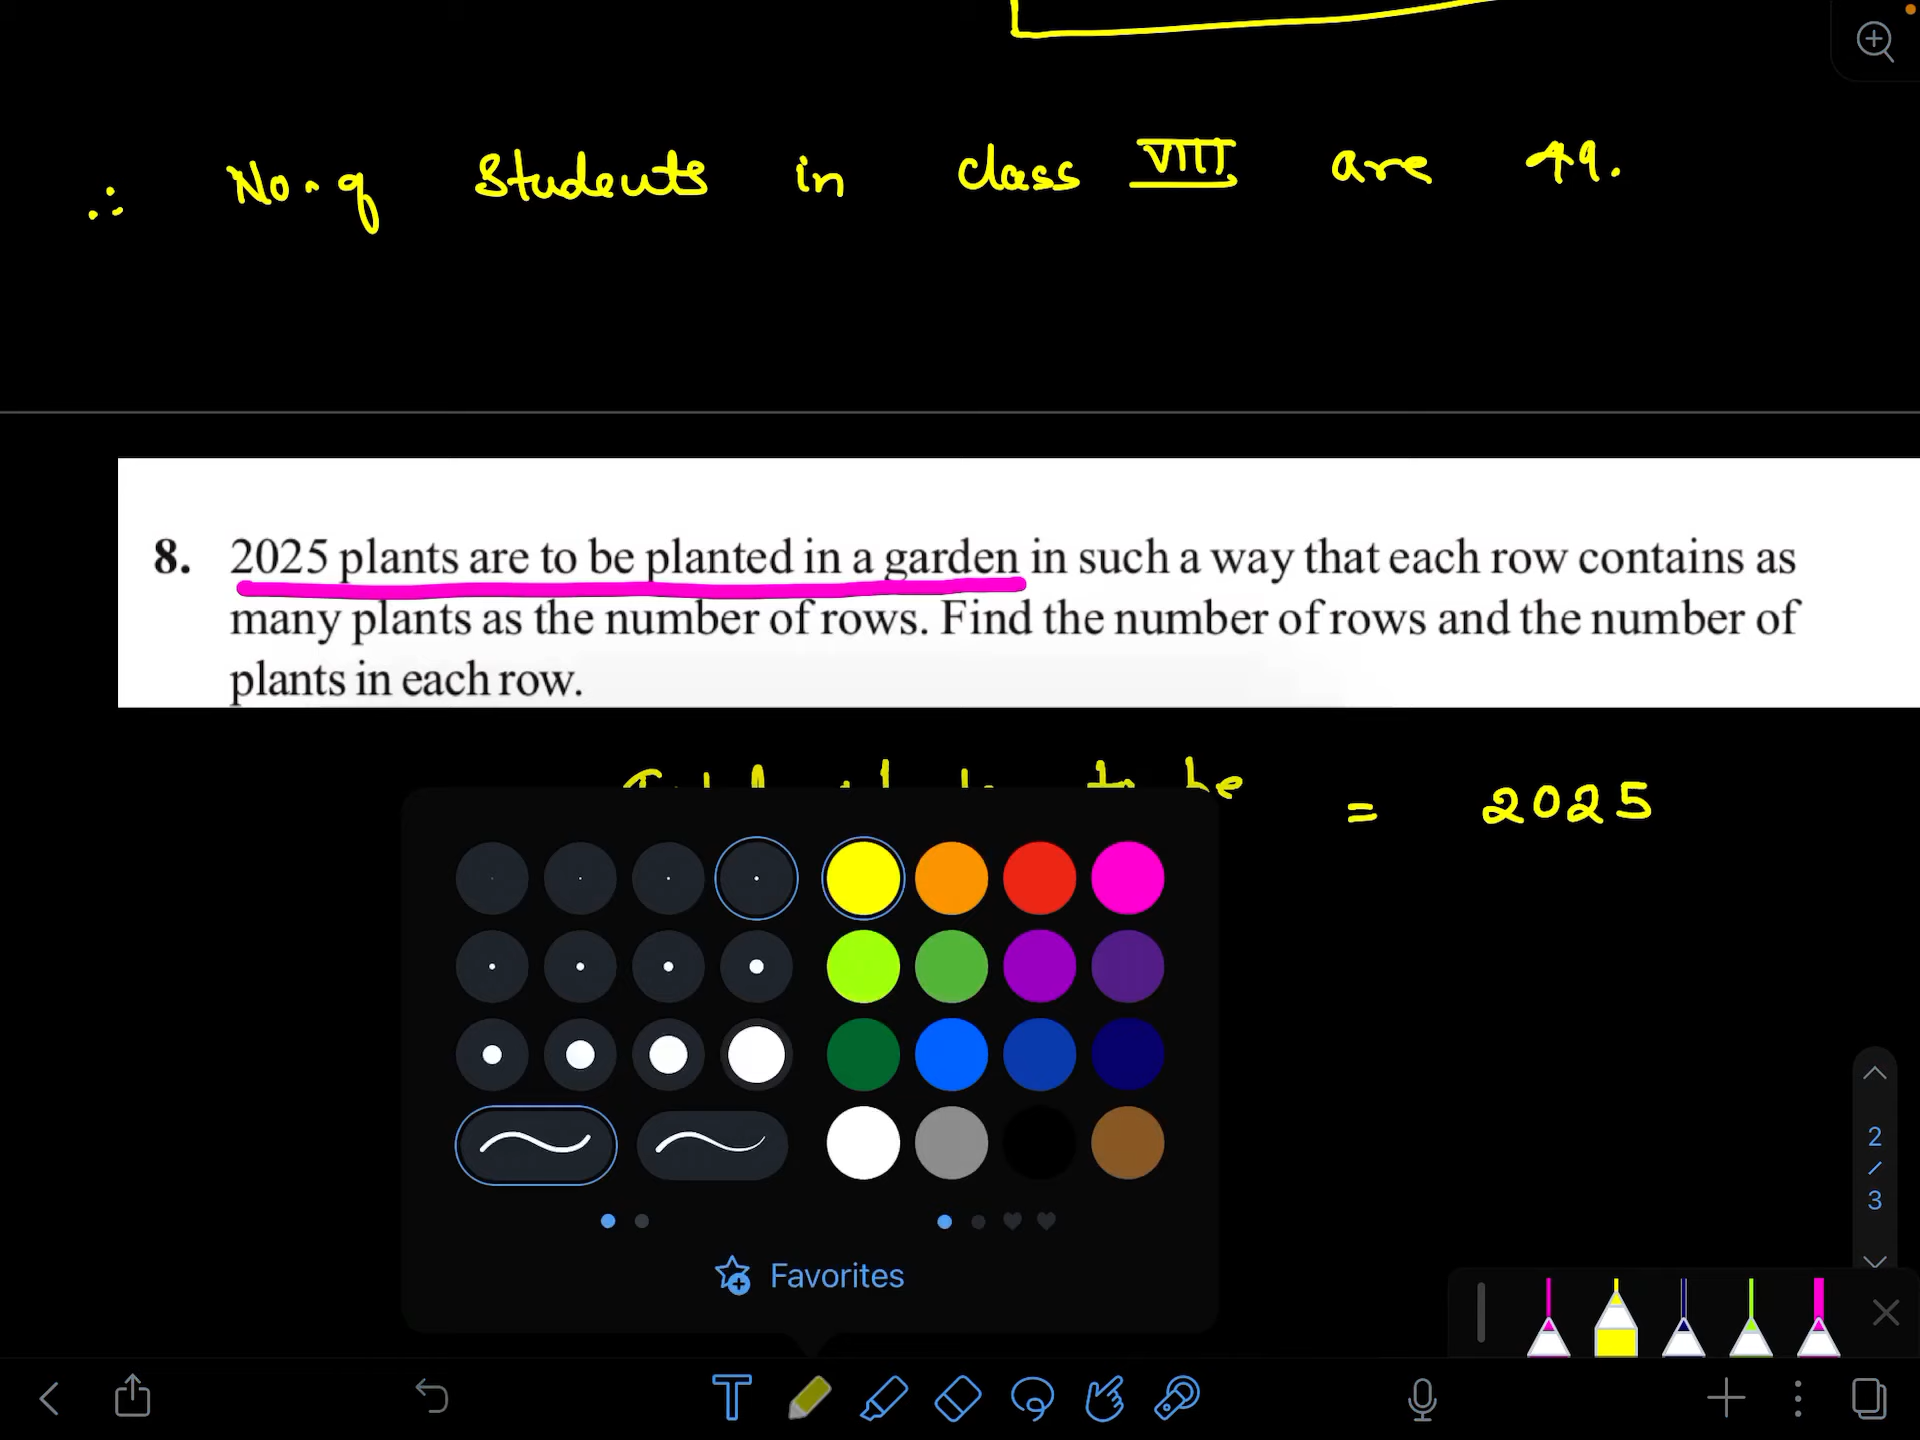 ∴ No. of Students in class VIII are 49.
8. 2025 plants are to be planted in a garden in such a way that each row contains as
many plants as the number of rows. Find the number of rows and the number of
plants in each row.
to be = 2025
Favorites
2
/
3
T